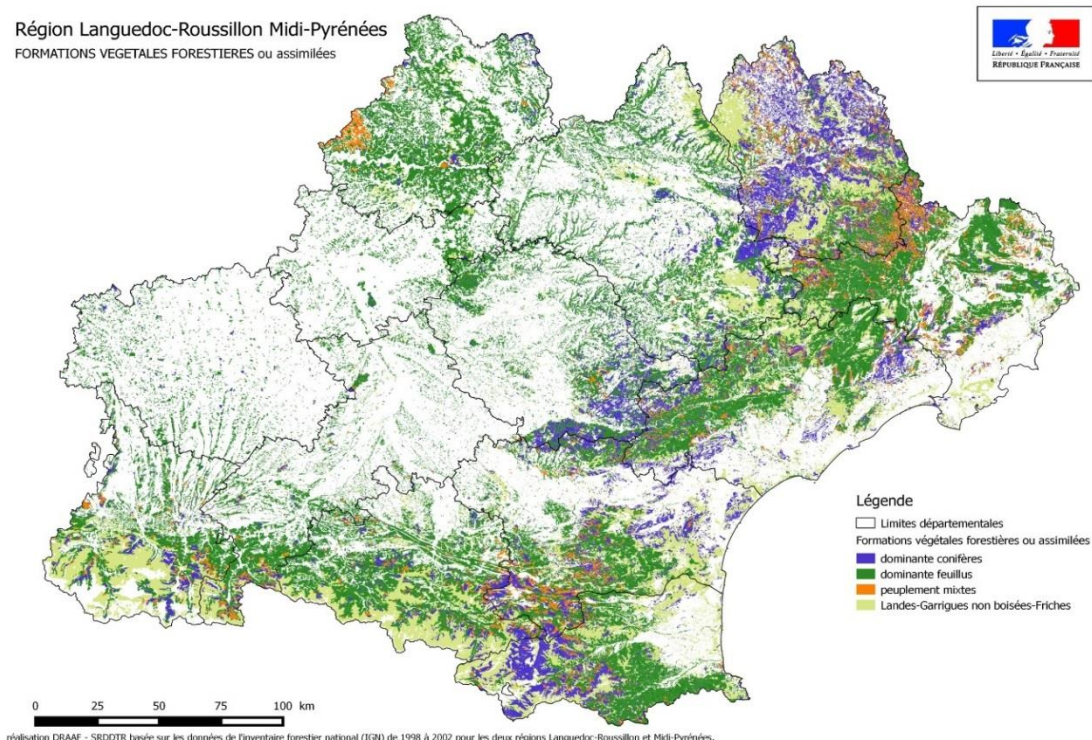 Région Languedoc-Roussillon Midi-Pyrénées
FORMATIONS VEGETALES FORESTIERES ou assimilées
Liberté • Égalité • Fraternité
RÉPUBLIQUE FRANÇAISE
Légende
Limites départementales
Formations végétales forestières ou assimilées
dominante conifères
dominante feuillus
peuplement mixtes
Landes-Garrigues non boisées-Friches
0 25 50 75 100 km
réalisation DRAAF - SRDDTR basée sur les données de l'inventaire forestier national (IGN) de 1998 à 2002 pour les deux régions Languedoc-Roussillon et Midi-Pyrénées.